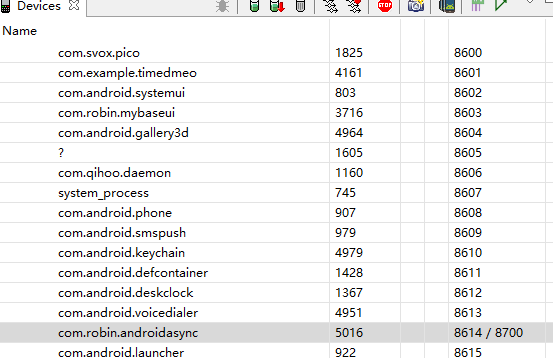 Devices
Name
com.svox.pico 1825 8600
com.example.timedmeo 4161 8601
com.android.systemui 803 8602
com.robin.mybaseui 3716 8603
com.android.gallery3d 4964 8604
? 1605 8605
com.qihoo.daemon 1160 8606
system_process 745 8607
com.android.phone 907 8608
com.android.smspush 979 8609
com.android.keychain 4979 8610
com.android.defcontainer 1428 8611
com.android.deskclock 1367 8612
com.android.voicedialer 4951 8613
com.robin.androidasync 5016 8614 / 8700
com.android.launcher 922 8615